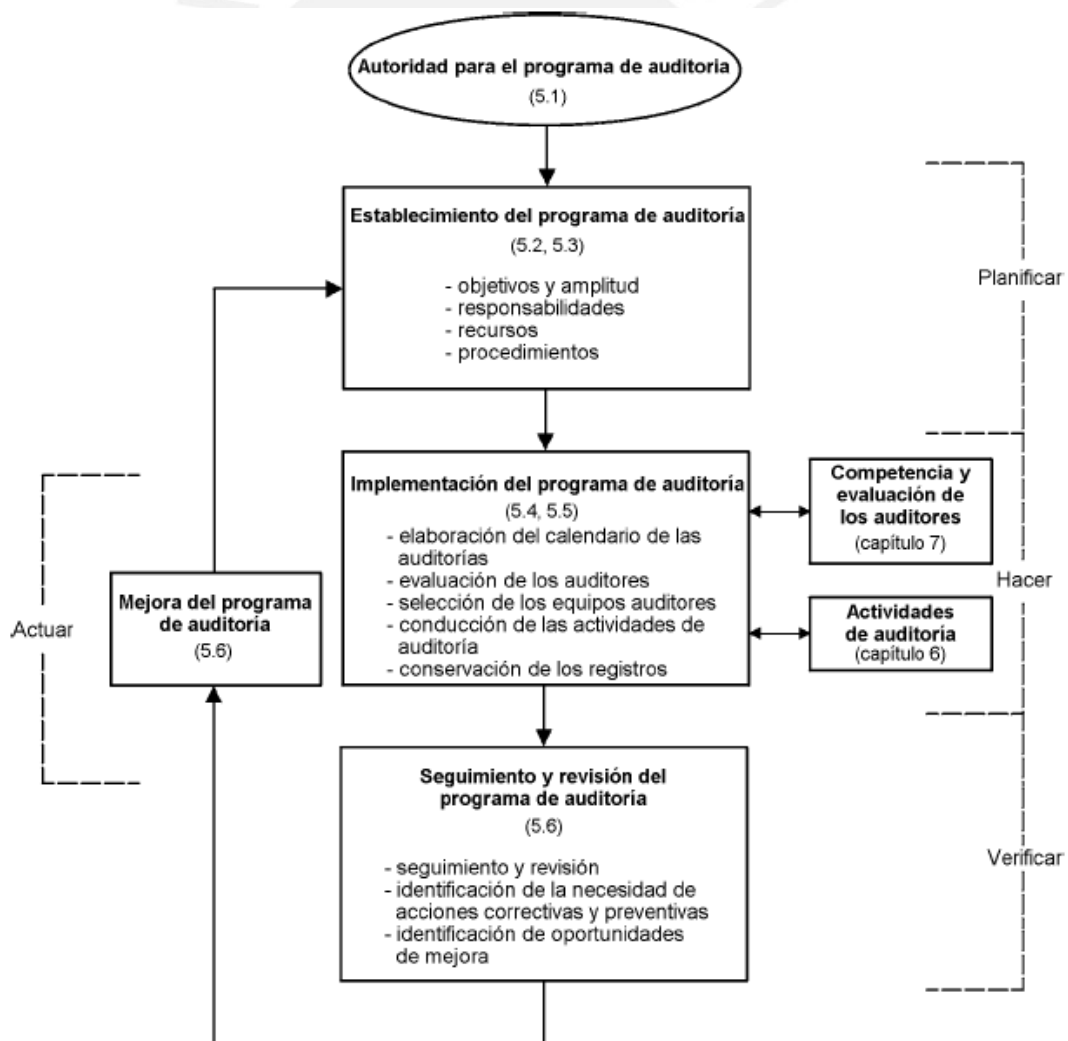 Autoridad para el programa de auditoria
(5.1)
Establecimiento del programa de auditoría
(5.2, 5.3)
- objetivos y amplitud
- responsabilidades
- recursos
- procedimientos
Planificar
Implementación del programa de auditoría
(5.4, 5.5)
- elaboración del calendario de las
auditorías
- evaluación de los auditores
- selección de los equipos auditores
- conducción de las actividades de
auditoría
- conservación de los registros
Competencia y
evaluación de
los auditores
(capítulo 7)
Actividades
de auditoría
(capítulo 6)
Hacer
Mejora del programa
de auditoría
(5.6)
Actuar
Seguimiento y revisión del
programa de auditoría
(5.6)
- seguimiento y revisión
- identificación de la necesidad de
acciones correctivas y preventivas
- identificación de oportunidades
de mejora
Verificar